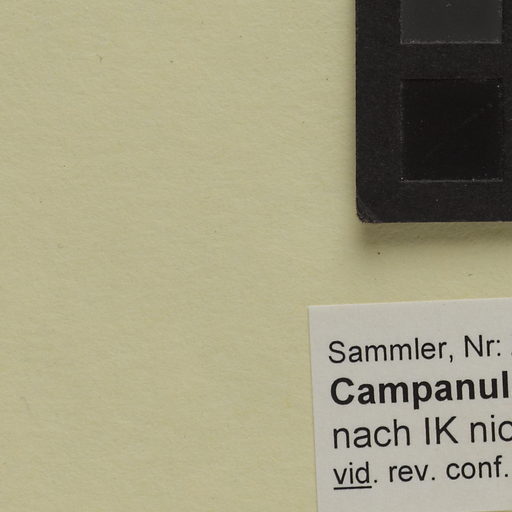 Sammler, Nr:
Campanul
nach IK nic
vid. rev. conf.